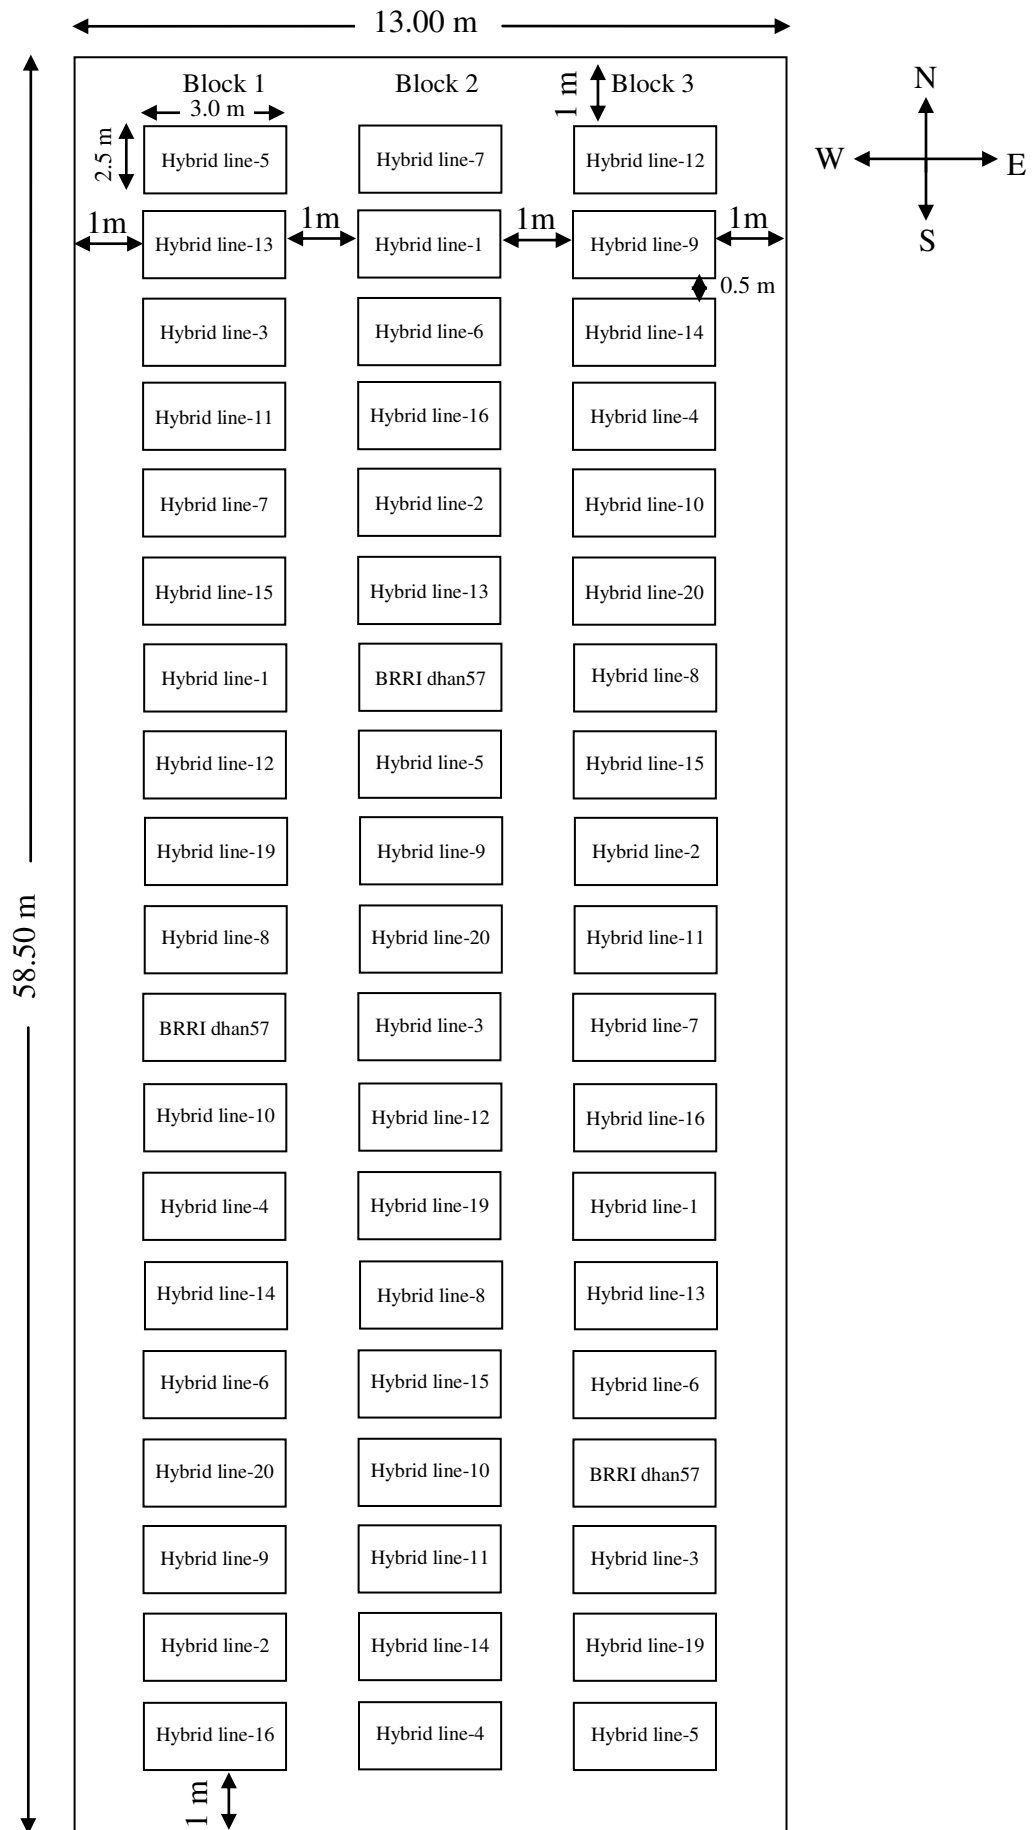 13.00 m
Block 1 Block 2 Block 3
1 m
N
3.0 m
2.5 m
Hybrid line-5 Hybrid line-7 Hybrid line-12
W E
1m 1m 1m 1m
Hybrid line-13 Hybrid line-1 Hybrid line-9
S
0.5 m
Hybrid line-3 Hybrid line-6 Hybrid line-14
Hybrid line-11 Hybrid line-16 Hybrid line-4
Hybrid line-7 Hybrid line-2 Hybrid line-10
Hybrid line-15 Hybrid line-13 Hybrid line-20
Hybrid line-1 BRRI dhan57 Hybrid line-8
Hybrid line-12 Hybrid line-5 Hybrid line-15
Hybrid line-19 Hybrid line-9 Hybrid line-2
58.50 m
Hybrid line-8 Hybrid line-20 Hybrid line-11
BRRI dhan57 Hybrid line-3 Hybrid line-7
Hybrid line-10 Hybrid line-12 Hybrid line-16
Hybrid line-4 Hybrid line-19 Hybrid line-1
Hybrid line-14 Hybrid line-8 Hybrid line-13
Hybrid line-6 Hybrid line-15 Hybrid line-6
Hybrid line-20 Hybrid line-10 BRRI dhan57
Hybrid line-9 Hybrid line-11 Hybrid line-3
Hybrid line-2 Hybrid line-14 Hybrid line-19
Hybrid line-16 Hybrid line-4 Hybrid line-5
1 m